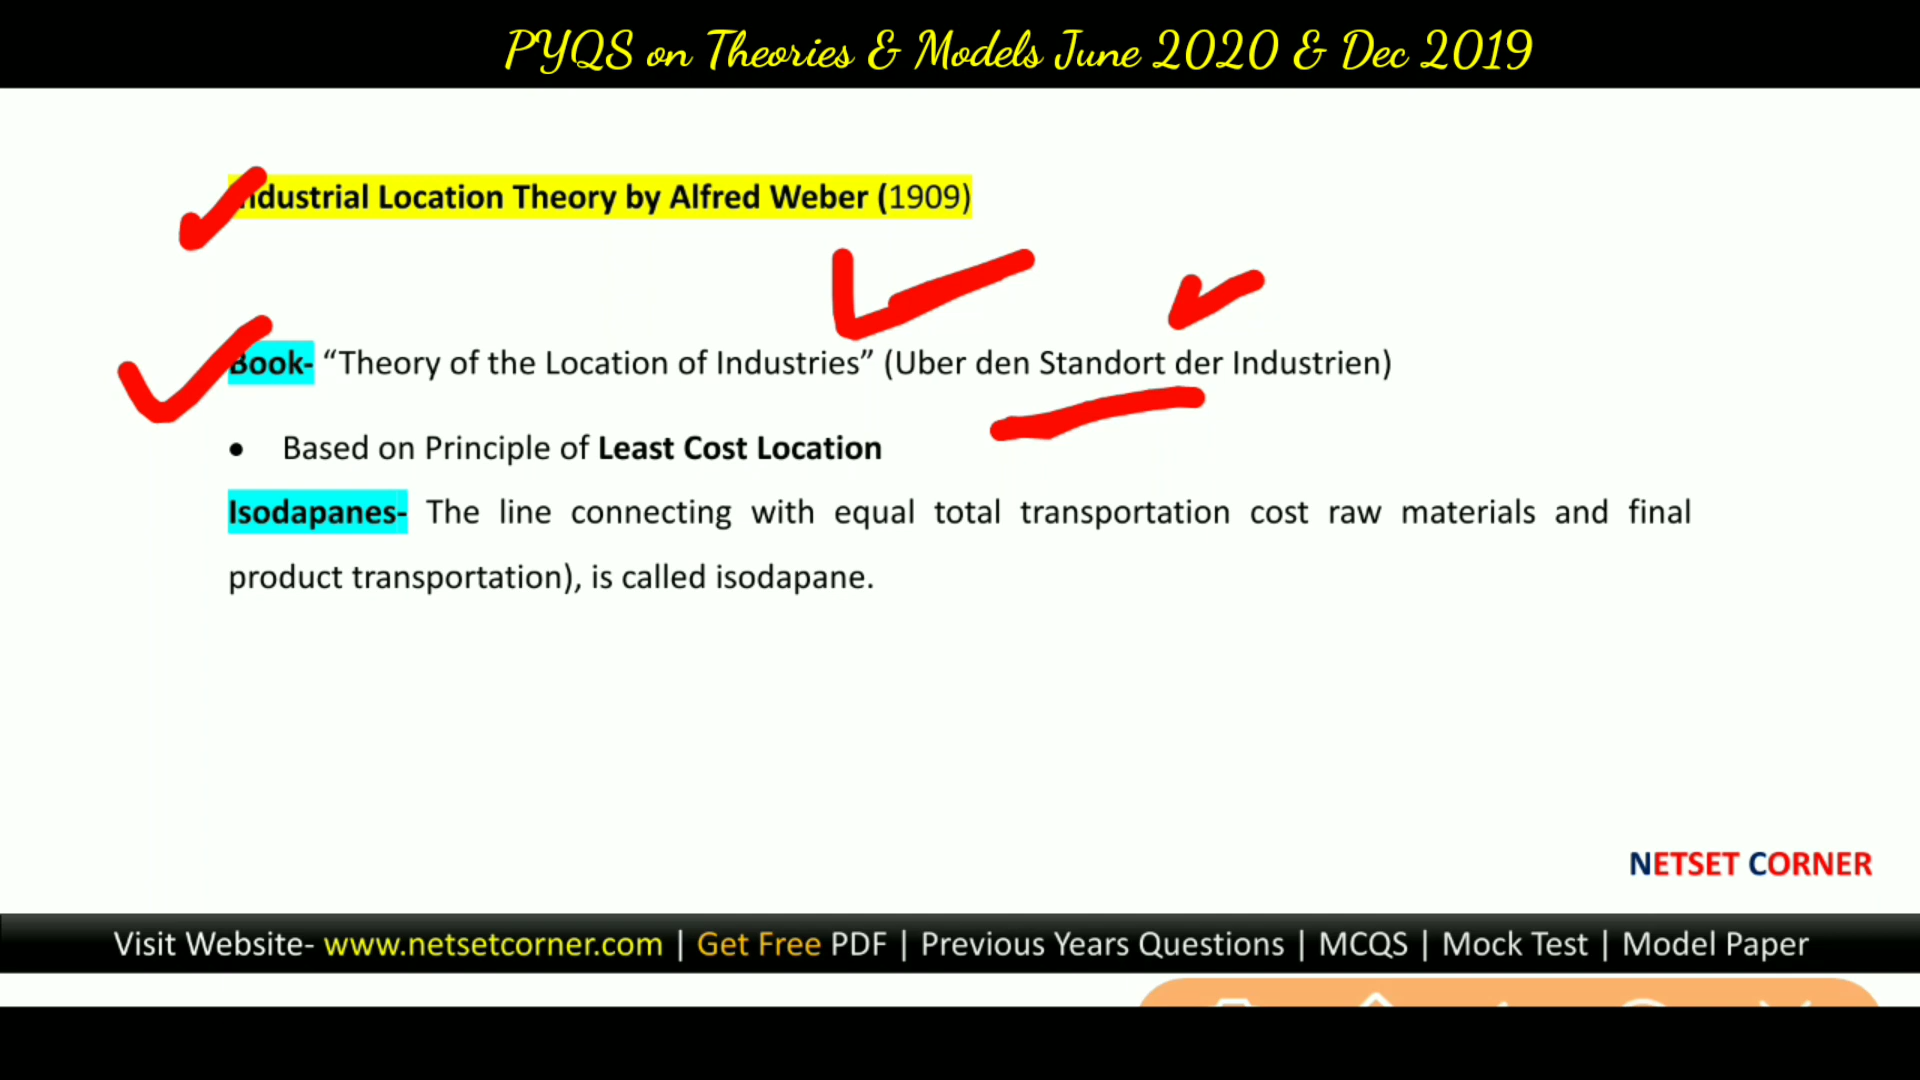 PYQS on Theories & Models June 2020 & Dec 2019
Industrial Location Theory by Alfred Weber (1909)
Book- “Theory of the Location of Industries” (Uber den Standort der Industrien)
• Based on Principle of Least Cost Location
Isodapanes- The line connecting with equal total transportation cost raw materials and final
product transportation), is called isodapane.
NETSET CORNER
Visit Website- www.netsetcorner.com | Get Free PDF | Previous Years Questions | MCQS | Mock Test | Model Paper